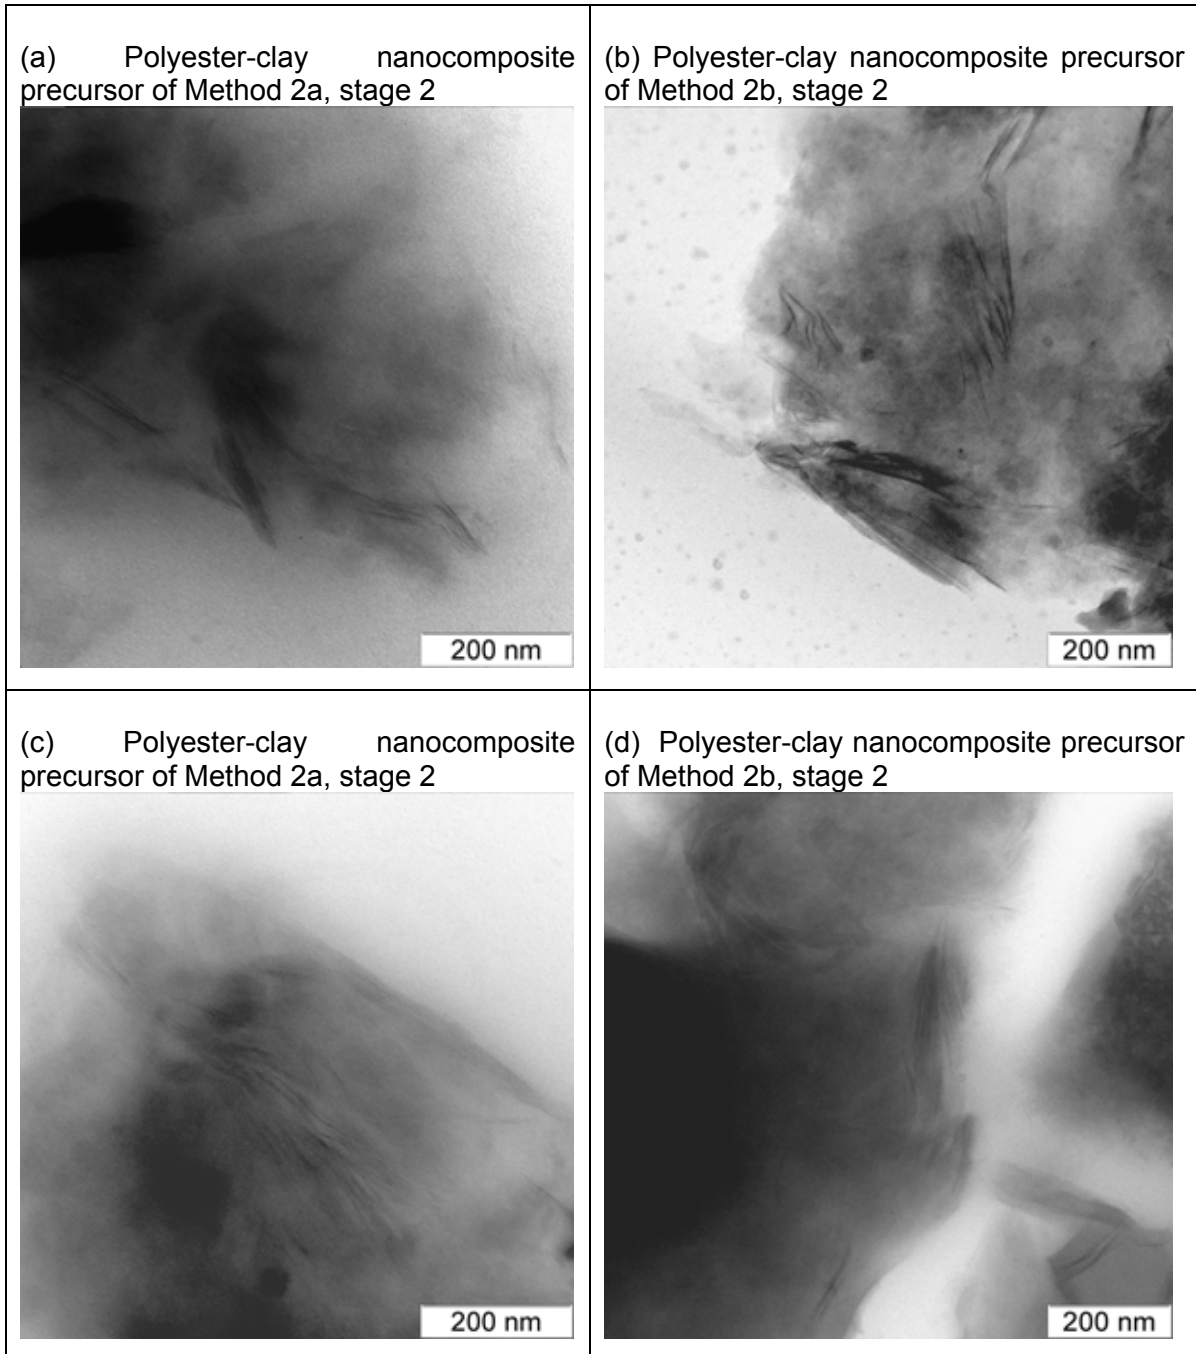 (a) Polyester-clay nanocomposite
precursor of Method 2a, stage 2
200 nm
(b) Polyester-clay nanocomposite precursor
of Method 2b, stage 2
200 nm
(c) Polyester-clay nanocomposite
precursor of Method 2a, stage 2
200 nm
(d) Polyester-clay nanocomposite precursor
of Method 2b, stage 2
200 nm